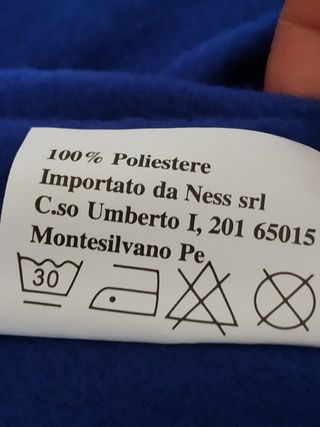 100% Poliestere
Importato da Ness srl
C.so Umberto I, 201 65015
Montesilvano Pe
30